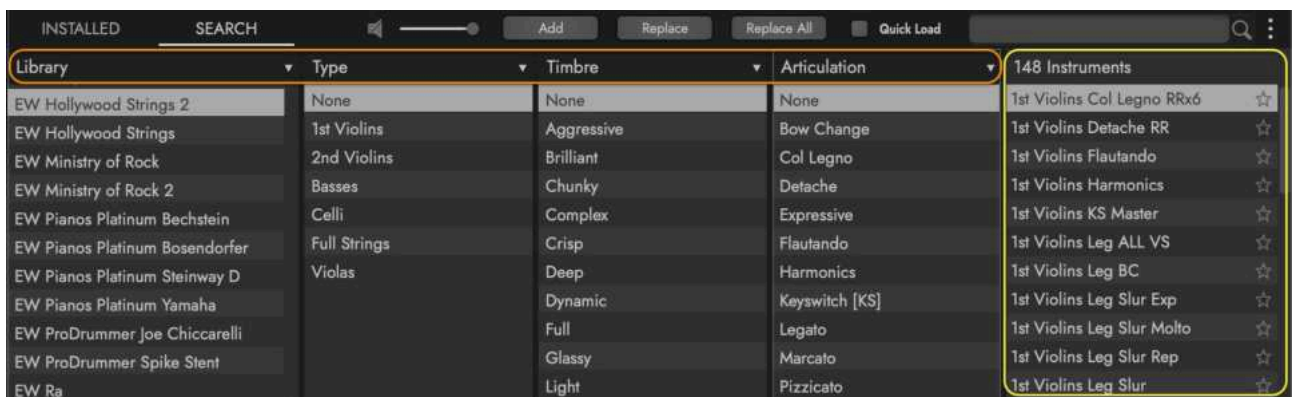 INSTALLED SEARCH Add Replace Replace All Quick Load
Library Type Timbre Articulation 148 Instruments
EW Hollywood Strings 2 None None None 1st Violins Col Legno RRx6
EW Hollywood Strings 1st Violins Aggressive Bow Change 1st Violins Detache RR
EW Ministry of Rock 2nd Violins Brilliant Col Legno 1st Violins Flautando
EW Ministry of Rock 2 Basses Chunky Detache 1st Violins Harmonics
EW Pianos Platinum Bechstein Celli Complex Expressive 1st Violins KS Master
EW Pianos Platinum Bosendorfer Full Strings Crisp Flautando 1st Violins Leg ALL VS
EW Pianos Platinum Steinway D Violas Deep Harmonics 1st Violins Leg BC
EW Pianos Platinum Yamaha Dynamic Keyswitch [KS] 1st Violins Leg Slur Exp
EW ProDrummer Joe Chiccarelli Full Legato 1st Violins Leg Slur Molto
EW ProDrummer Spike Stent Glassy Marcato 1st Violins Leg Slur Rep
EW Ra Light Pizzicato 1st Violins Leg Slur